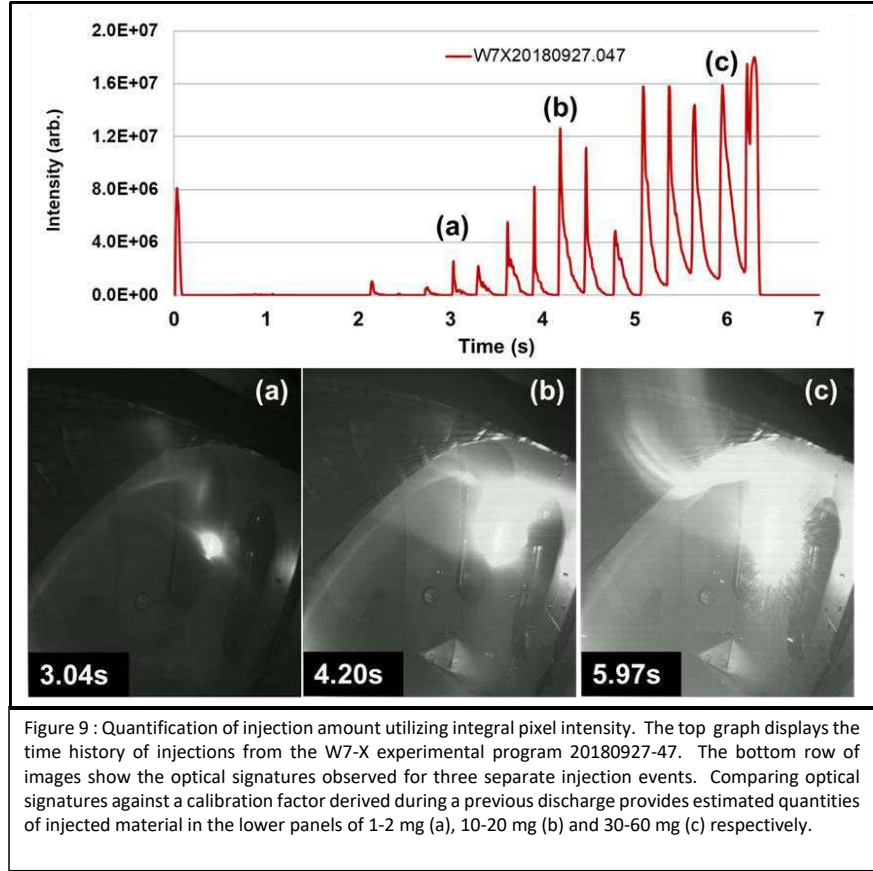 2.0E+07
1.6E+07
1.2E+07
8.0E+06
4.0E+06
0.0E+00
Intensity (arb.)
W7X20180927.047
(a)
(b)
(c)
0 1 2 3 4 5 6 7
Time (s)
(a) (b) (c)
3.04s 4.20s 5.97s
Figure 9 : Quantification of injection amount utilizing integral pixel intensity. The top graph displays the
time history of injections from the W7-X experimental program 20180927-47. The bottom row of
images show the optical signatures observed for three separate injection events. Comparing optical
signatures against a calibration factor derived during a previous discharge provides estimated quantities
of injected material in the lower panels of 1-2 mg (a), 10-20 mg (b) and 30-60 mg (c) respectively.